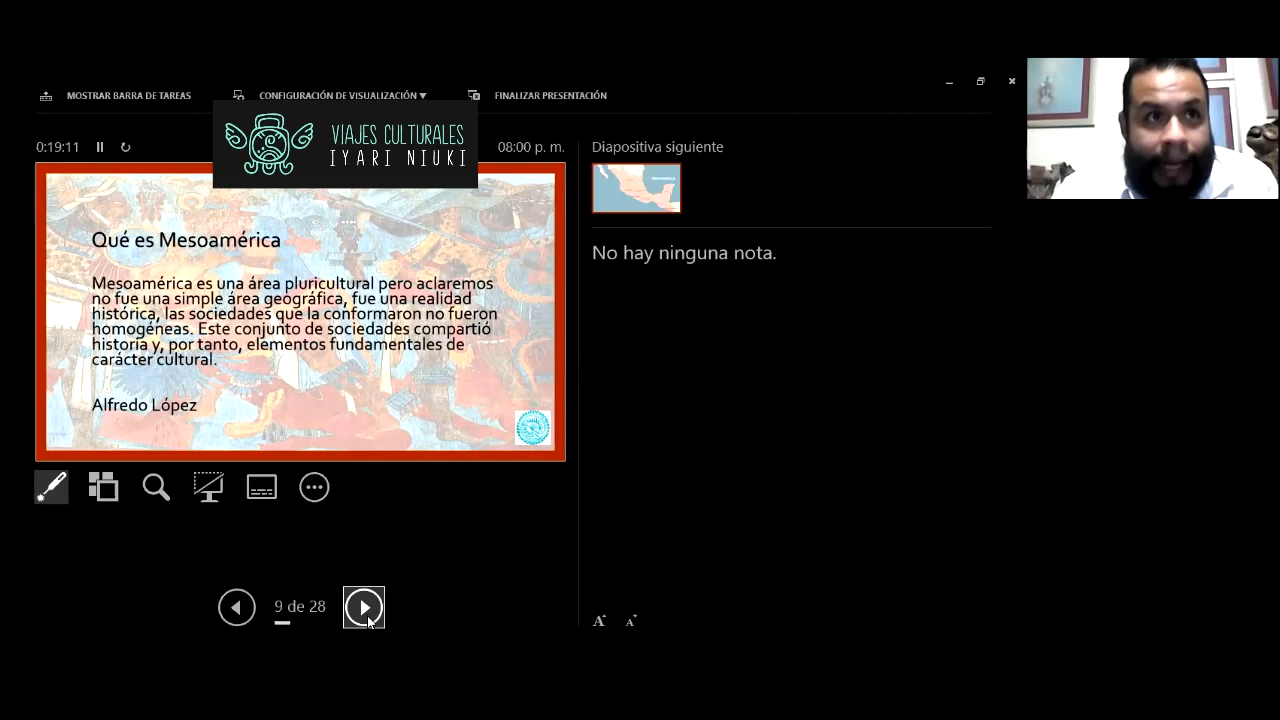 MOSTRAR BARRA DE TAREAS
CONFIGURACIÓN DE VISUALIZACIÓN ▼
FINALIZAR PRESENTACIÓN
VIAJES CULTURALES
IYARI NIUKI
0:19:11
08:00 p. m.
Qué es Mesoamérica
Mesoamérica es una área pluricultural pero aclaremos
no fue una simple área geográfica, fue una realidad
histórica, las sociedades que la conformaron no fueron
homogéneas. Este conjunto de sociedades compartió
historia y, por tanto, elementos fundamentales de
carácter cultural.
Alfredo López
9 de 28
Diapositiva siguiente
No hay ninguna nota.
A A